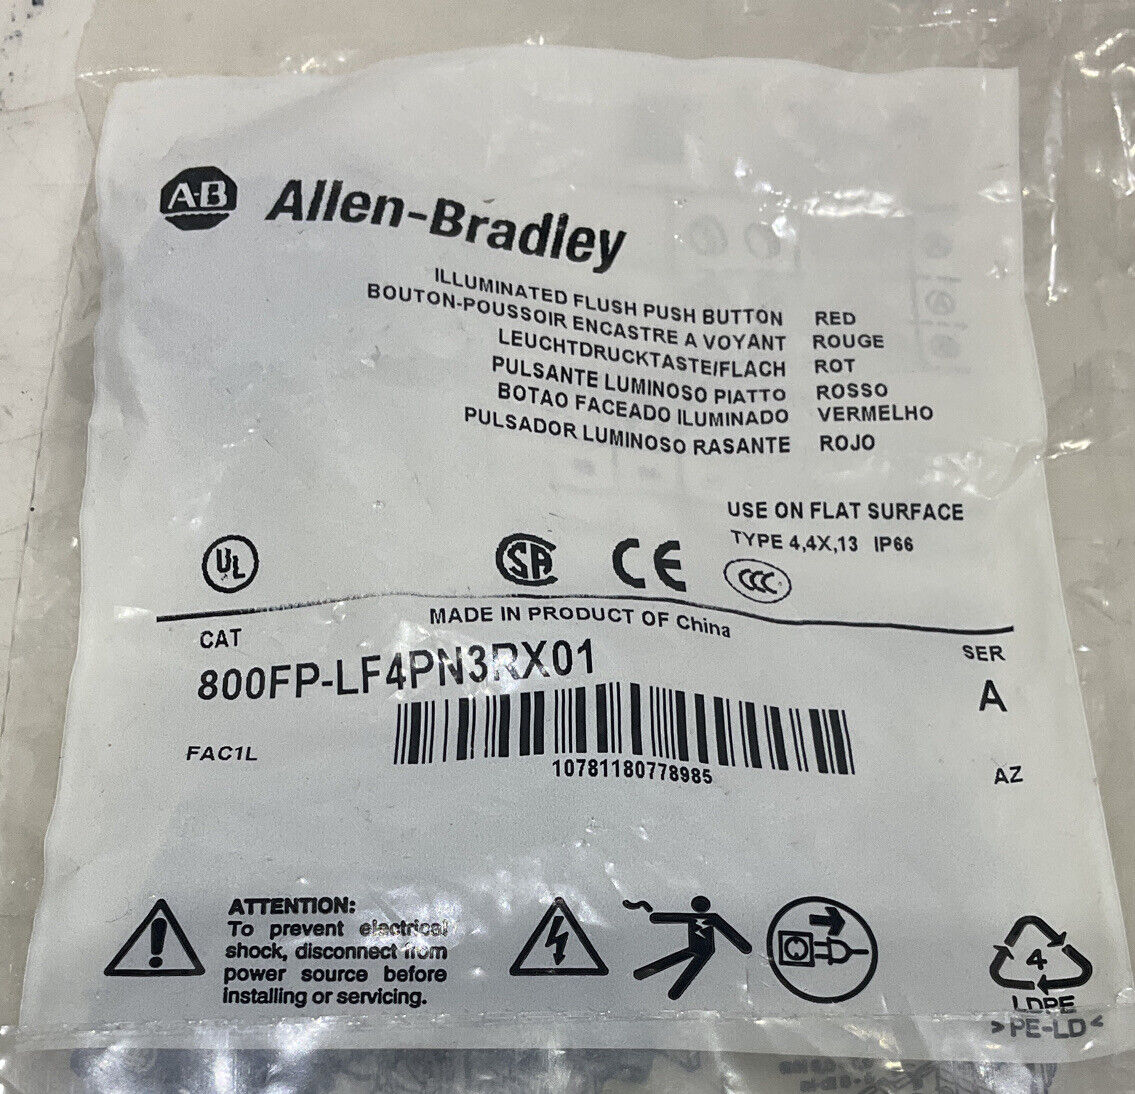 A-B Allen-Bradley
ILLUMINATED FLUSH PUSH BUTTON RED
BOUTON-POUSSOIR ENCASTRE A VOYANT ROUGE
LEUCHTDRUCKTASTE/FLACH ROT
PULSANTE LUMINOSO PIATTO ROSSO
BOTAO FACEADO ILUMINADO VERMELHO
PULSADOR LUMINOSO RASANTE ROJO
USE ON FLAT SURFACE
TYPE 4,4X,13 IP66
UL SA CE CCC
MADE IN PRODUCT OF China
CAT SER
800FP-LF4PN3RX01 A
FAC1L
10781180778985
AZ
ATTENTION:
To prevent electrical
shock, disconnect from
power source before
installing or servicing.
4
LDPE
>PE-LD<